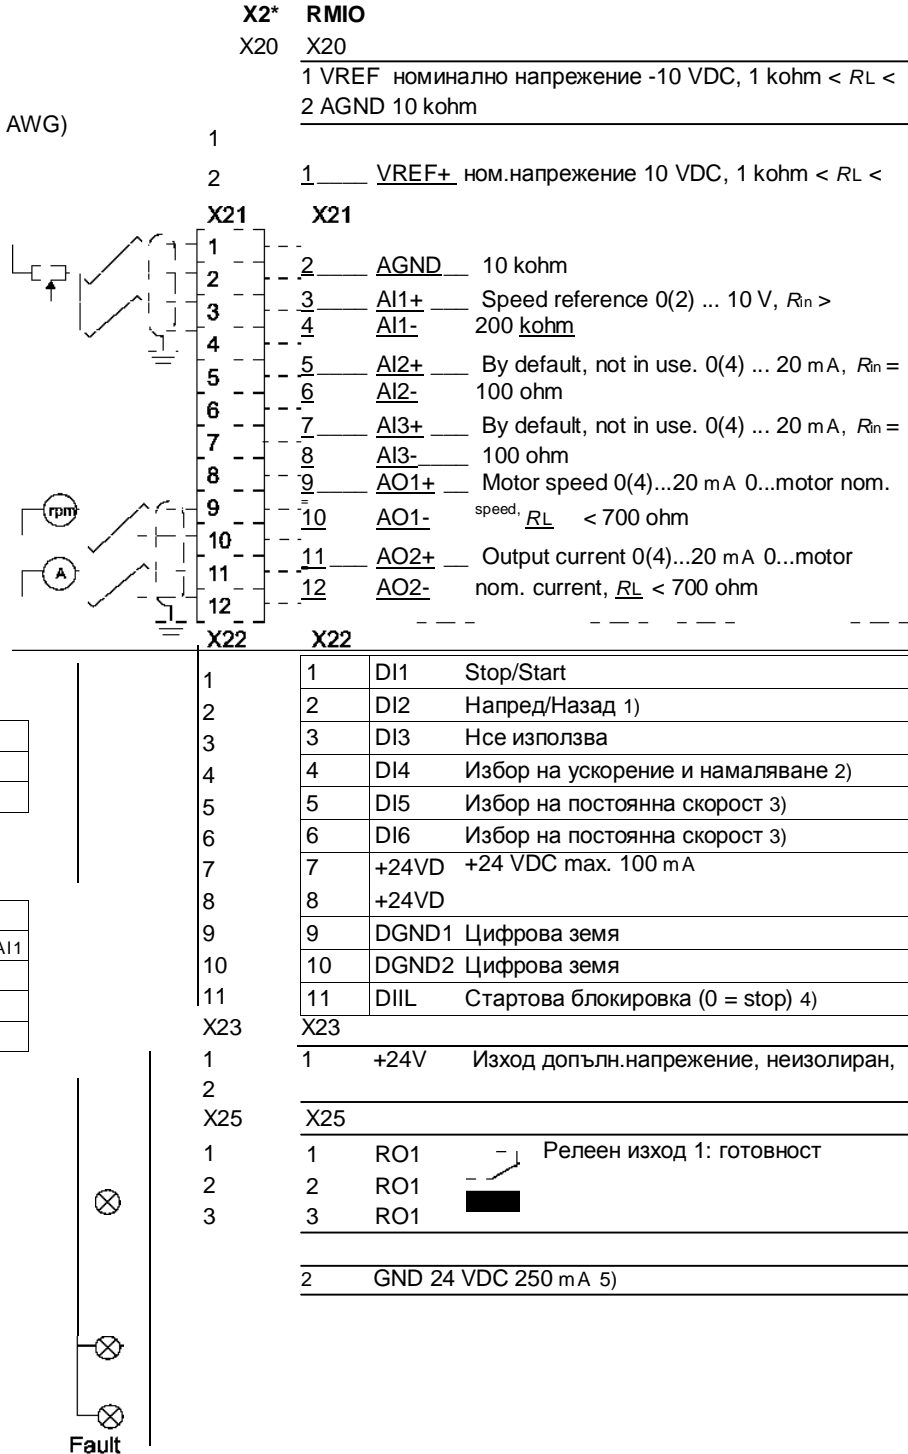 X2* RMIO
X20 X20
1 VREF номинално напрежение -10 VDC, 1 kohm < RL <
2 AGND 10 kohm
AWG)
1
2 1 VREF+ ном.напрежение 10 VDC, 1 kohm < RL <
X21 X21
1
2 2 AGND 10 kohm
3 3 AI1+ Speed reference 0(2) ... 10 V, Rin >
4 4 AI1- 200 kohm
5 5 AI2+ By default, not in use. 0(4) ... 20 mA, Rin =
6 6 AI2- 100 ohm
7 7 AI3+ By default, not in use. 0(4) ... 20 mA, Rin =
8 8 AI3- 100 ohm
rpm 9 9 AO1+ Motor speed 0(4)...20 mA 0...motor nom.
10 10 AO1- speed, RL < 700 ohm
A 11 11 AO2+ Output current 0(4)...20 mA 0...motor
12 12 AO2- nom. current, RL < 700 ohm
X22 X22
1 1 DI1 Stop/Start
2 2 DI2 Напред/Назад 1)
3 3 DI3 Нсе използва
4 4 DI4 Избор на ускорение и намаляване 2)
5 5 DI5 Избор на постоянна скорост 3)
6 6 DI6 Избор на постоянна скорост 3)
7 7 +24VD +24 VDC max. 100 mA
8 8 +24VD
9 9 DGND1 Цифрова земя
AI1
10 10 DGND2 Цифрова земя
11 11 DIIL Стартова блокировка (0 = stop) 4)
X23 X23
1 1 +24V Изход допълн.напрежение, неизолиран,
2
X25 X25
1 1 RO1 Релеен изход 1: готовност
2 2 RO1
3 3 RO1
2 GND 24 VDC 250 mA 5)
Fault